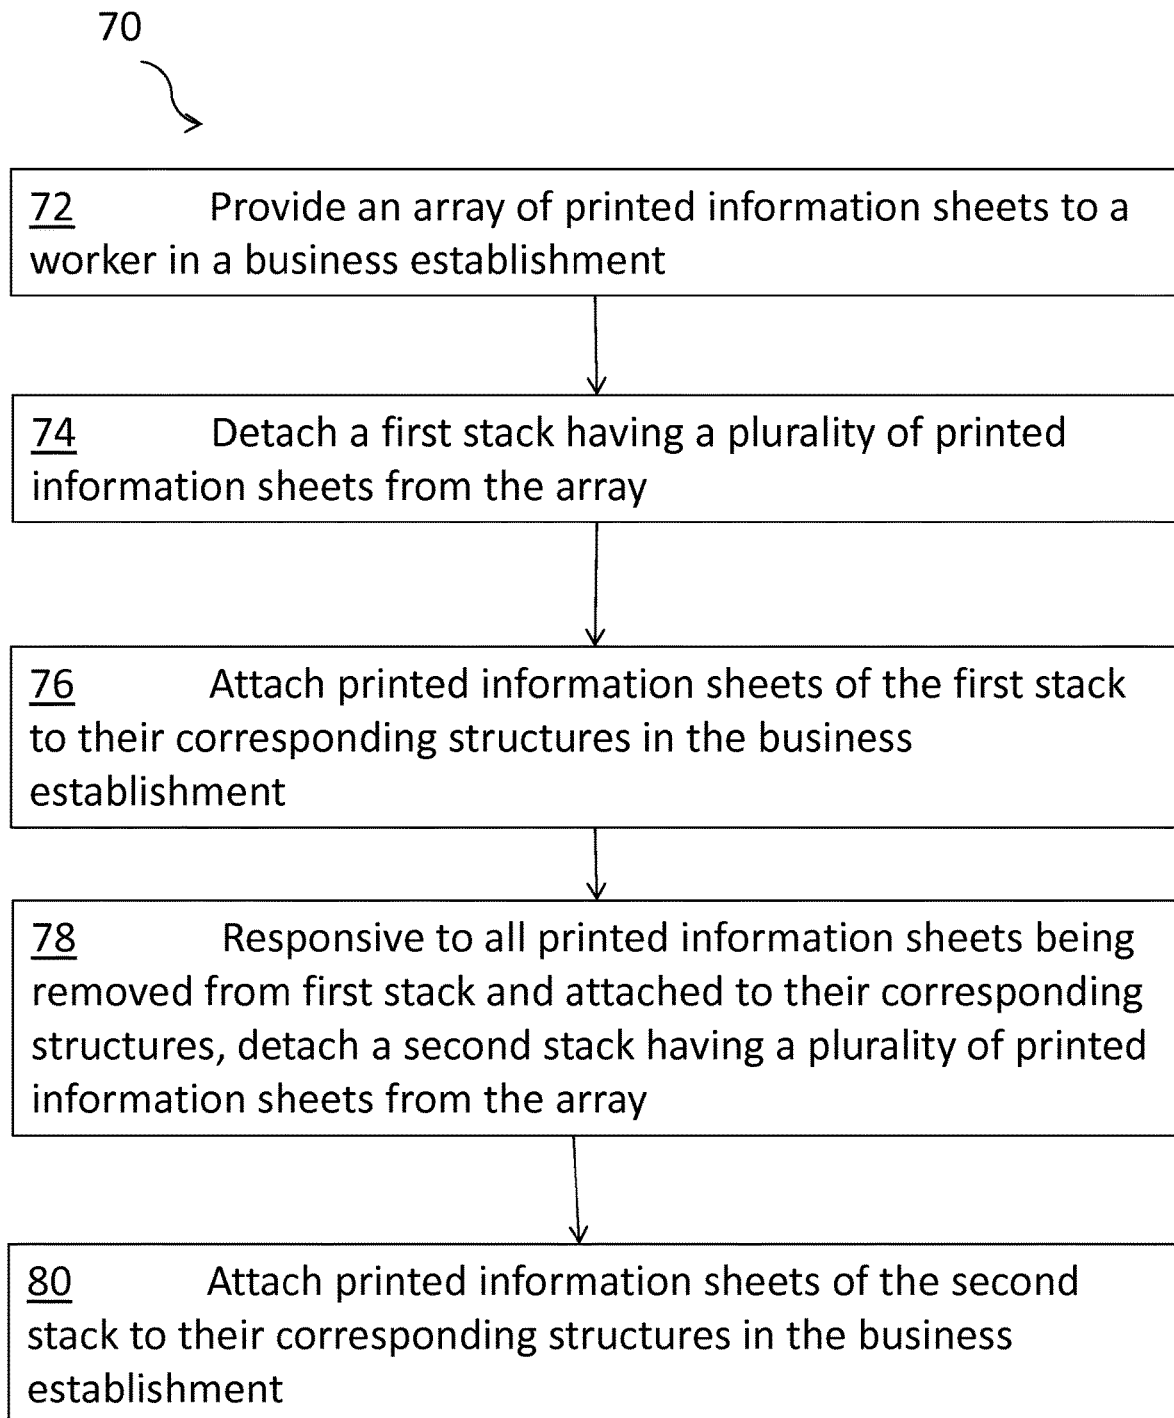 70
72 Provide an array of printed information sheets to a
worker in a business establishment
74 Detach a first stack having a plurality of printed
information sheets from the array
76 Attach printed information sheets of the first stack
to their corresponding structures in the business
establishment
78 Responsive to all printed information sheets being
removed from first stack and attached to their corresponding
structures, detach a second stack having a plurality of printed
information sheets from the array
80 Attach printed information sheets of the second
stack to their corresponding structures in the business
establishment